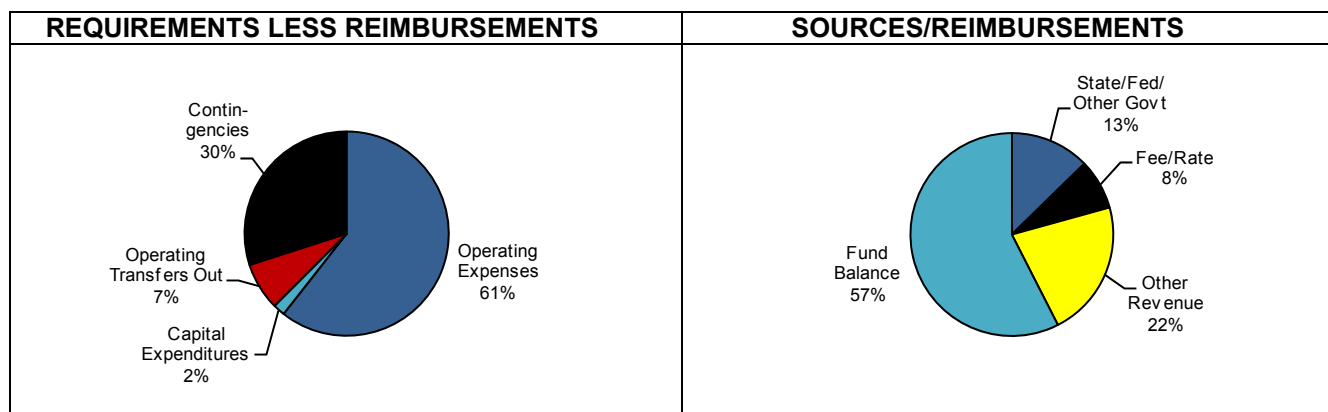 REQUIREMENTS LESS REIMBURSEMENTS
SOURCES/REIMBURSEMENTS
Contin-
gencies
30%
Operating
Transfers Out
7%
Capital
Expenditures
2%
Operating
Expenses
61%
State/Fed/
Other Govt
13%
Fee/Rate
8%
Fund
Balance
57%
Other
Revenue
22%